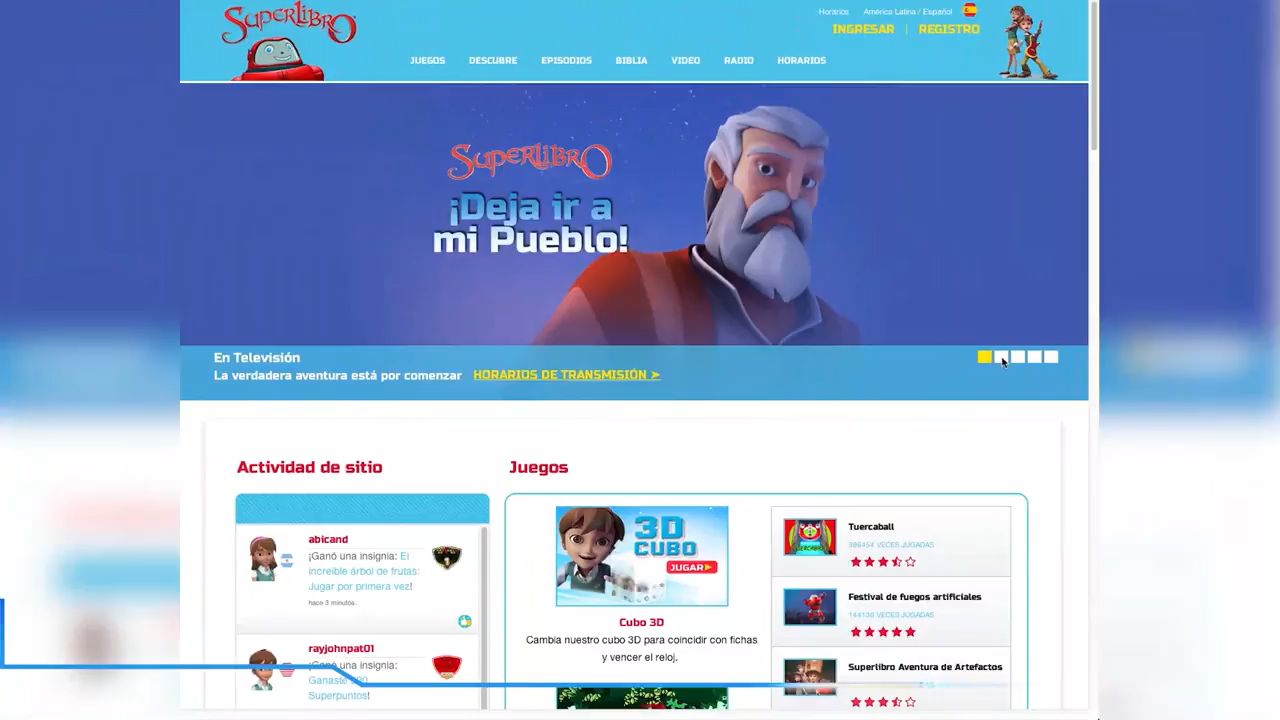 SUPERLIBRO
Horarios América Latina / Español
INGRESAR | REGISTRO
JUEGOS DESCUBRE EPISODIOS BIBLIA VIDEO RADIO HORARIOS
SUPERLIBRO
¡Deja ir a
mi Pueblo!
En Televisión
La verdadera aventura está por comenzar HORARIOS DE TRANSMISIÓN ➤
Actividad de sitio
abicand
¡Ganó una insignia: El
increíble árbol de frutas:
Jugar por primera vez!
hace 3 minutos.
rayjohnpat01
¡Ganó una insignia:
Ganaste
Superpuntos!
Juegos
3D
CUBO
JUGAR
Cubo 3D
Cambia nuestro cubo 3D para coincidir con fichas
y vencer el reloj.
Tuercaball
386454 VECES JUGADAS
Festival de fuegos artificiales
144130 VECES JUGADAS
Superlibro Aventura de Artefactos